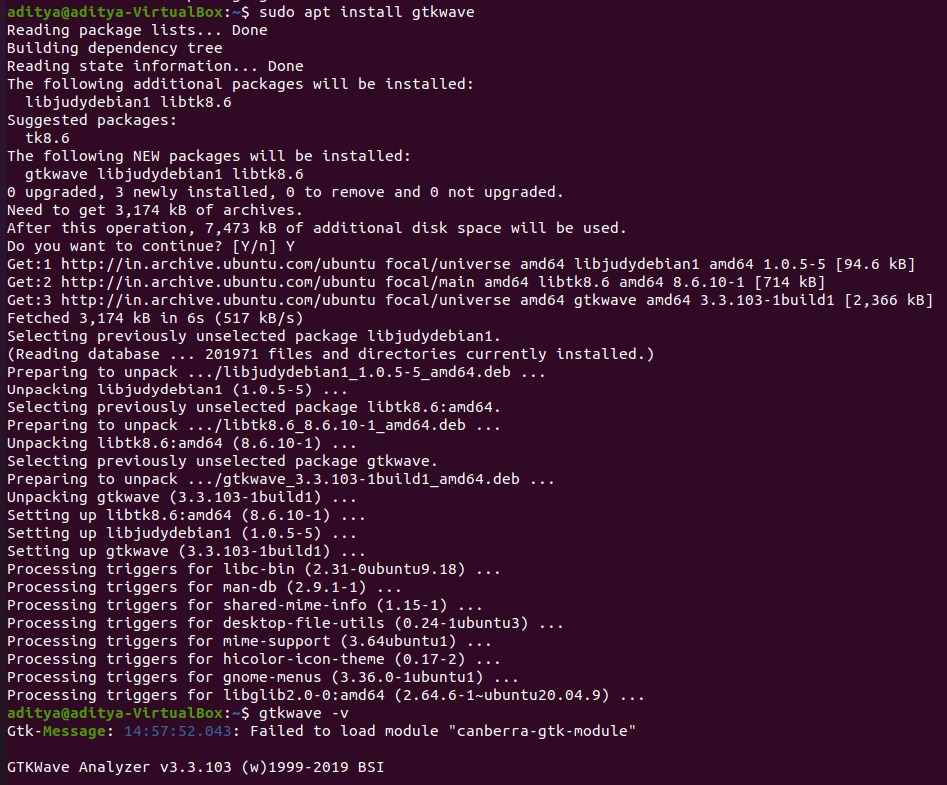 aditya@aditya-VirtualBox:~$ sudo apt install gtkwave
Reading package lists... Done
Building dependency tree
Reading state information... Done
The following additional packages will be installed:
  libjudydebian1 libtk8.6
Suggested packages:
  tk8.6
The following NEW packages will be installed:
  gtkwave libjudydebian1 libtk8.6
0 upgraded, 3 newly installed, 0 to remove and 0 not upgraded.
Need to get 3,174 kB of archives.
After this operation, 7,473 kB of additional disk space will be used.
Do you want to continue? [Y/n] Y
Get:1 http://in.archive.ubuntu.com/ubuntu focal/universe amd64 libjudydebian1 amd64 1.0.5-5 [94.6 kB]
Get:2 http://in.archive.ubuntu.com/ubuntu focal/main amd64 libtk8.6 amd64 8.6.10-1 [714 kB]
Get:3 http://in.archive.ubuntu.com/ubuntu focal/universe amd64 gtkwave amd64 3.3.103-1build1 [2,366 kB]
Fetched 3,174 kB in 6s (517 kB/s)
Selecting previously unselected package libjudydebian1.
(Reading database ... 201971 files and directories currently installed.)
Preparing to unpack .../libjudydebian1_1.0.5-5_amd64.deb ...
Unpacking libjudydebian1 (1.0.5-5) ...
Selecting previously unselected package libtk8.6:amd64.
Preparing to unpack .../libtk8.6_8.6.10-1_amd64.deb ...
Unpacking libtk8.6:amd64 (8.6.10-1) ...
Selecting previously unselected package gtkwave.
Preparing to unpack .../gtkwave_3.3.103-1build1_amd64.deb ...
Unpacking gtkwave (3.3.103-1build1) ...
Setting up libtk8.6:amd64 (8.6.10-1) ...
Setting up libjudydebian1 (1.0.5-5) ...
Setting up gtkwave (3.3.103-1build1) ...
Processing triggers for libc-bin (2.31-0ubuntu9.18) ...
Processing triggers for man-db (2.9.1-1) ...
Processing triggers for shared-mime-info (1.15-1) ...
Processing triggers for desktop-file-utils (0.24-1ubuntu3) ...
Processing triggers for mime-support (3.64ubuntu1) ...
Processing triggers for hicolor-icon-theme (0.17-2) ...
Processing triggers for gnome-menus (3.36.0-1ubuntu1) ...
Processing triggers for libglib2.0-0:amd64 (2.64.6-1~ubuntu20.04.9) ...
aditya@aditya-VirtualBox:~$ gtkwave -v
Gtk-Message: 14:57:52.043: Failed to load module "canberra-gtk-module"
GTKWave Analyzer v3.3.103 (w)1999-2019 BSI